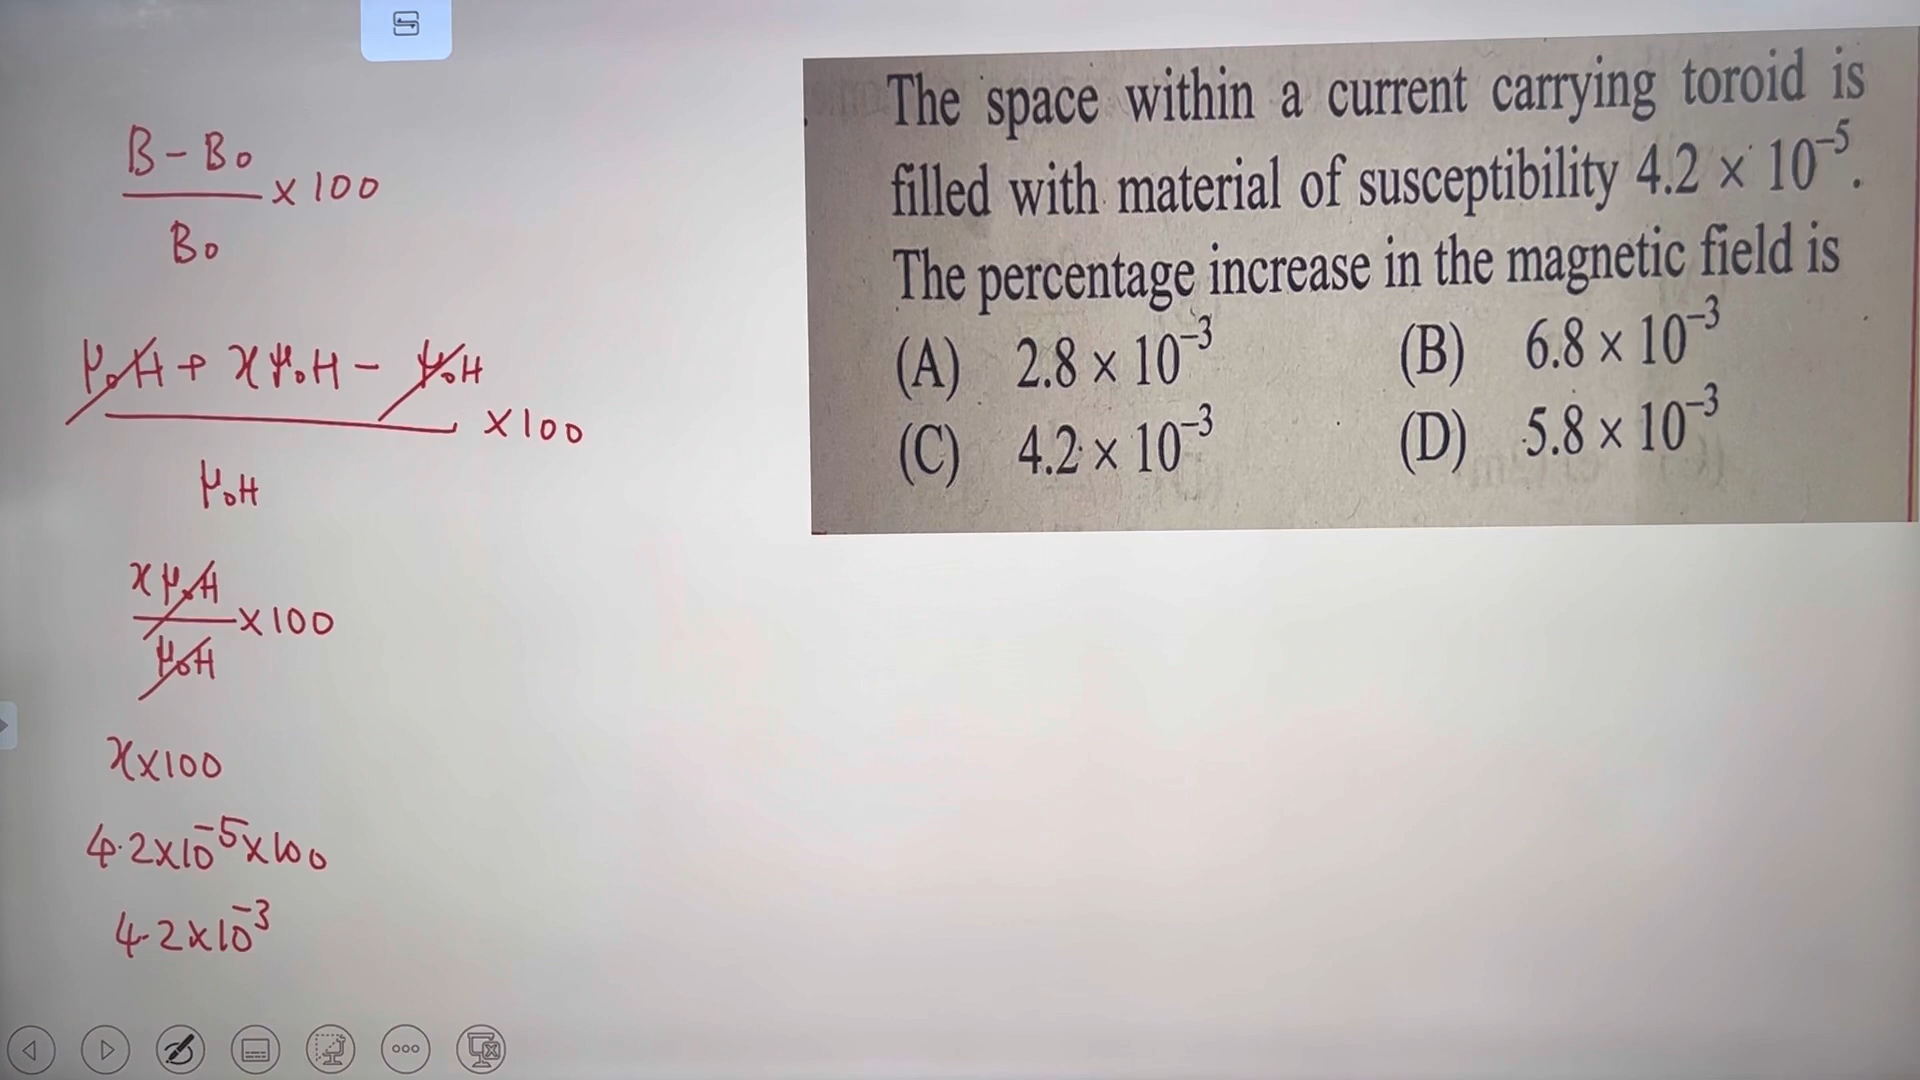 B - B₀
———— × 100
B₀
μ₀H + χμ₀H - μ₀H
———————— × 100
μ₀H
χμ₀H
———— × 100
μ₀H
χ × 100
4.2 × 10⁻⁵ × 100
4.2 × 10⁻³
The space within a current carrying toroid is
filled with material of susceptibility 4.2 × 10⁻⁵.
The percentage increase in the magnetic field is
(A) 2.8 × 10⁻³ (B) 6.8 × 10⁻³
(C) 4.2 × 10⁻³ (D) 5.8 × 10⁻³